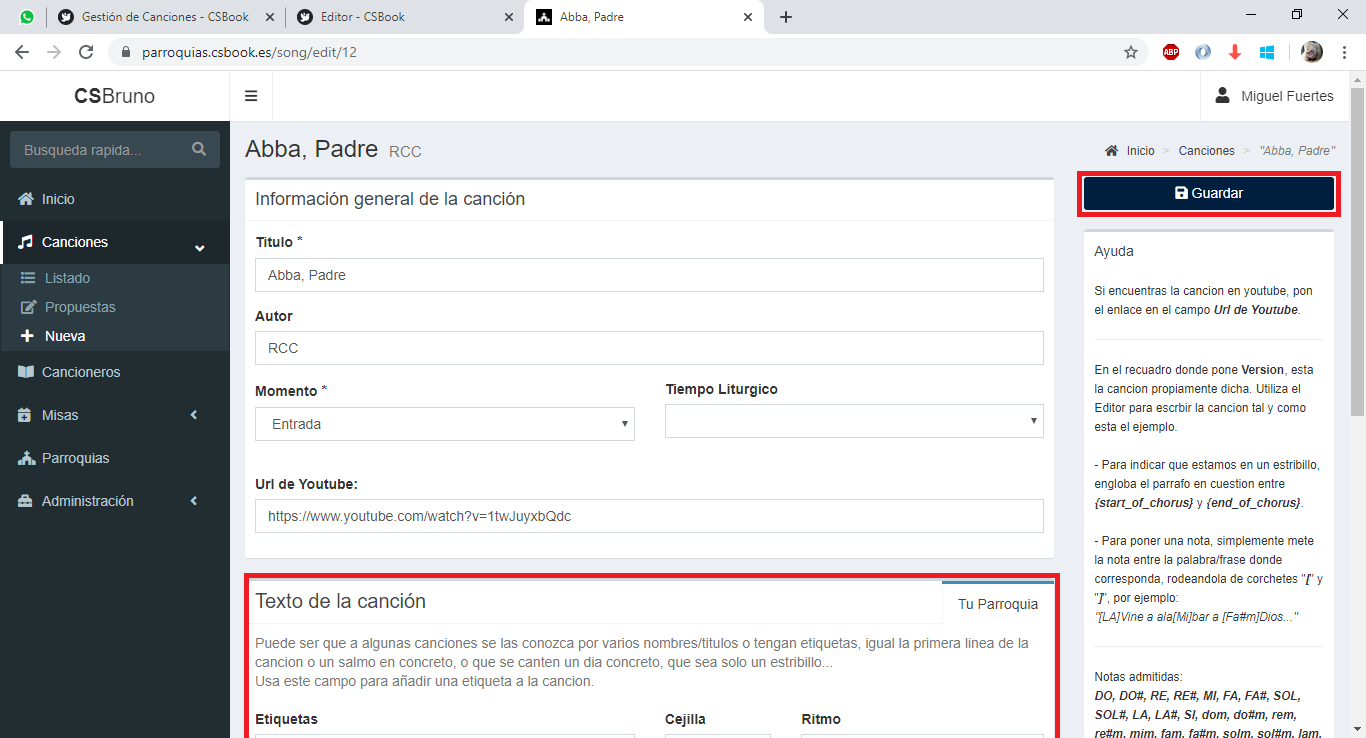 Gestión de Canciones - CSBook
Editor - CSBook
Abba, Padre
parroquias.csbook.es/song/edit/12
ABP
CSBruno
Miguel Fuertes
Busqueda rapida...
Inicio
Canciones
Listado
Propuestas
Nueva
Cancioneros
Misas
Parroquias
Administración
Abba, Padre RCC
Inicio > Canciones > "Abba, Padre"
Información general de la canción
Titulo *
Abba, Padre
Autor
RCC
Momento *
Entrada
Tiempo Liturgico
Url de Youtube:
https://www.youtube.com/watch?v=1twJuyxbQdc
Texto de la canción
Tu Parroquia
Puede ser que a algunas canciones se las conozca por varios nombres/titulos o tengan etiquetas, igual la primera linea de la
cancion o un salmo en concreto, o que se canten un dia concreto, que sea solo un estribillo...
Usa este campo para añadir una etiqueta a la cancion.
Etiquetas
Cejilla
Ritmo
Guardar
Ayuda
Si encuentras la cancion en youtube, pon
el enlace en el campo Url de Youtube.
En el recuadro donde pone Version, esta
la cancion propiamente dicha. Utiliza el
Editor para escrbir la cancion tal y como
esta el ejemplo.
- Para indicar que estamos en un estribillo,
engloba el parrafo en cuestion entre
{start_of_chorus} y {end_of_chorus}.
- Para poner una nota, simplemente mete
la nota entre la palabra/frase donde
corresponda, rodeandola de corchetes "[" y
"]", por ejemplo:
"[LA]Vine a ala[Mi]bar a [Fa#m]Dios..."
Notas admitidas:
DO, DO#, RE, RE#, MI, FA, FA#, SOL,
SOL#, LA, LA#, SI, dom, do#m, rem,
re#m, mim, fam, fa#m, solm, sol#m, lam,